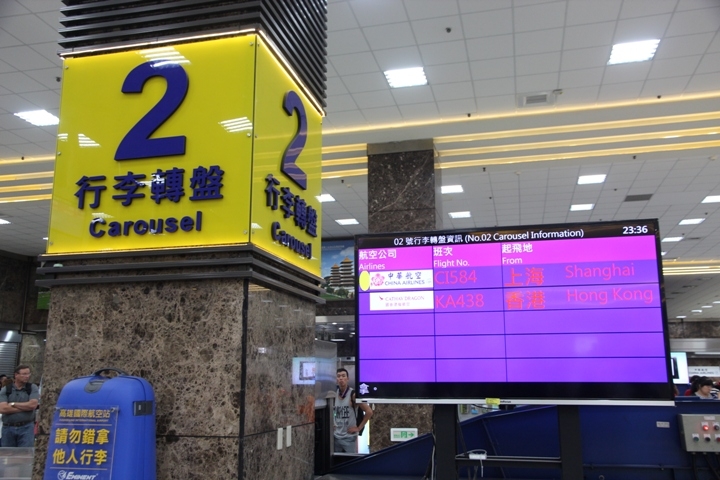 2
行李轉盤
Carousel
2
行李轉盤
Carousel
02 號行李轉盤資訊 (No.02 Carousel Information)
23:36
航空公司 班次 起飛地
Airlines Flight No. From
中華航空 CHINA AIRLINES CI584 上海 Shanghai
CATHAY DRAGON KA438 香港 Hong Kong
拿
高雄國際航空站
請勿錯拿
他人行李
EMINENT